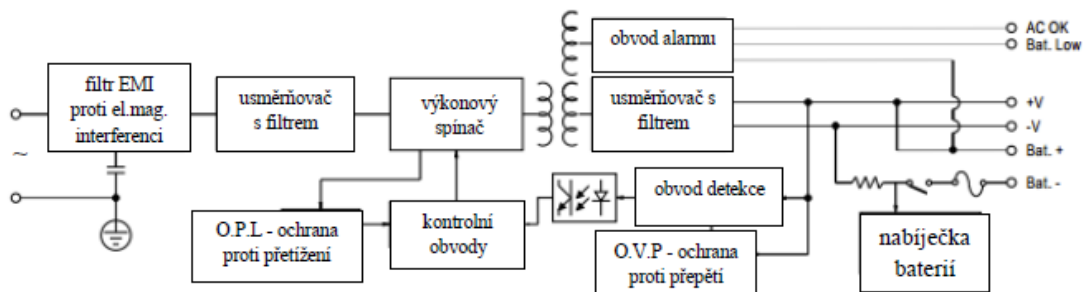 filtr EMI
proti el.mag.
interferenci
~
usměrňovač
s filtrem
výkonový
spínač
obvod alarmu
usměrňovač s
filtrem
AC OK
Bat. Low
+V
-V
Bat. +
Bat. -
O.P.L - ochrana
proti přetížení
kontrolní
obvody
obvod detekce
O.V.P - ochrana
proti přepětí
nabíječka
baterií